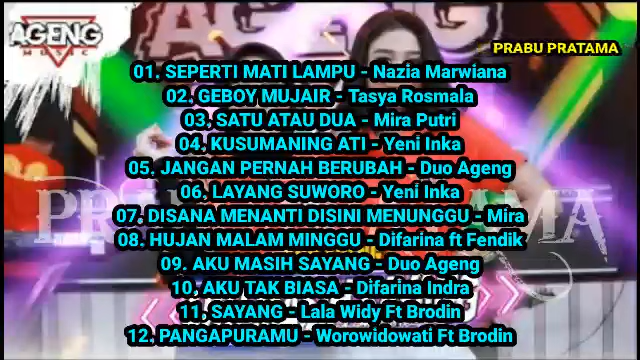 AGENG
MUSIC
PRABU PRATAMA
01. SEPERTI MATI LAMPU - Nazia Marwiana
02. GEBOY MUJAIR - Tasya Rosmala
03, SATU ATAU DUA - Mira Putri
04, KUSUMANING ATI - Yeni Inka
05. JANGAN PERNAH BERUBAH - Duo Ageng
06, LAYANG SUWORO - Yeni Inka
07, DISANA MENANTI DISINI MENUNGGU - Mira
08. HUJAN MALAM MINGGU - Difarina ft Fendik
09. AKU MASIH SAYANG - Duo Ageng
10, AKU TAK BIASA - Difarina Indra
11, SAYANG - Lala Widy Ft Brodin
12. PANGAPURAMU - Worowidowati Ft Brodin